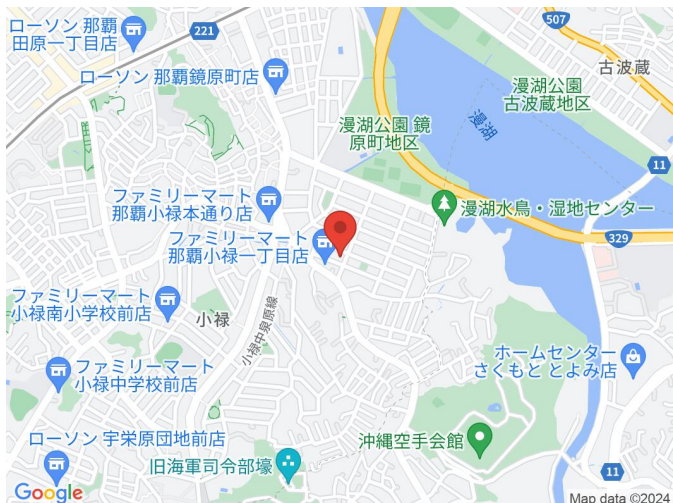 ローソン 那覇
田原一丁目店
221
507
古波蔵
ローソン 那覇鏡原町店
漫湖公園
古波蔵地区
漫湖公園 鏡
原町地区
漫湖
11
ファミリーマート
那覇小禄本通り店
漫湖水鳥・湿地センター
ファミリーマート
那覇小禄一丁目店
329
ファミリーマート
小禄南小学校前店
小禄
小禄中泉原線
ファミリーマート
小禄中学校前店
ホームセンター
さくもと とよみ店
ローソン 宇栄原団地前店
沖縄空手会館
旧海軍司令部壕
11
Google
Map data ©2024